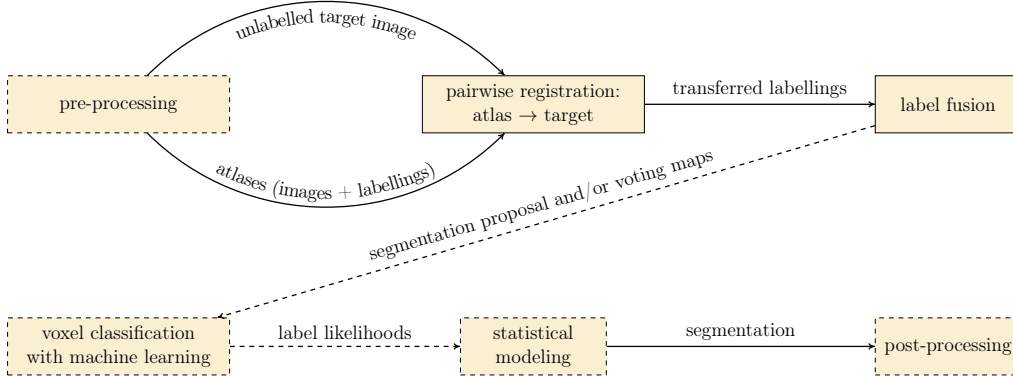 unlabelled target image
pre-processing
pairwise registration:
atlas → target
transferred labellings
label fusion
atlases (images + labellings)
segmentation proposal and/or voting maps
voxel classification
with machine learning
label likelihoods
statistical
modeling
segmentation
post-processing